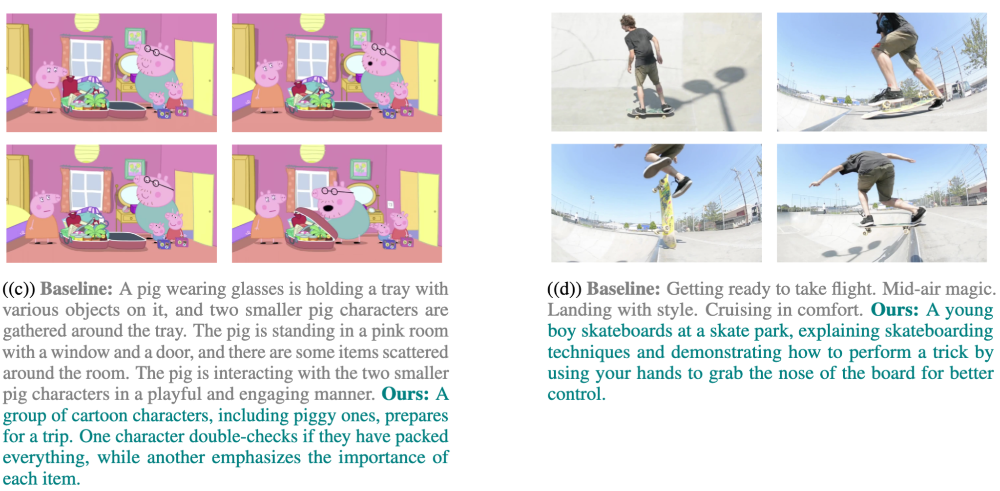 ((c)) Baseline: A pig wearing glasses is holding a tray with
various objects on it, and two smaller pig characters are
gathered around the tray. The pig is standing in a pink room
with a window and a door, and there are some items scattered
around the room. The pig is interacting with the two smaller
pig characters in a playful and engaging manner. Ours: A
group of cartoon characters, including piggy ones, prepares
for a trip. One character double-checks if they have packed
everything, while another emphasizes the importance of
each item.
((d)) Baseline: Getting ready to take flight. Mid-air magic.
Landing with style. Cruising in comfort. Ours: A young
boy skateboards at a skate park, explaining skateboarding
techniques and demonstrating how to perform a trick by
using your hands to grab the nose of the board for better
control.